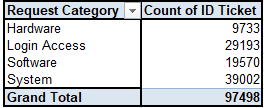 Request Category Count of ID Ticket
Hardware 9733
Login Access 29193
Software 19570
System 39002
Grand Total 97498